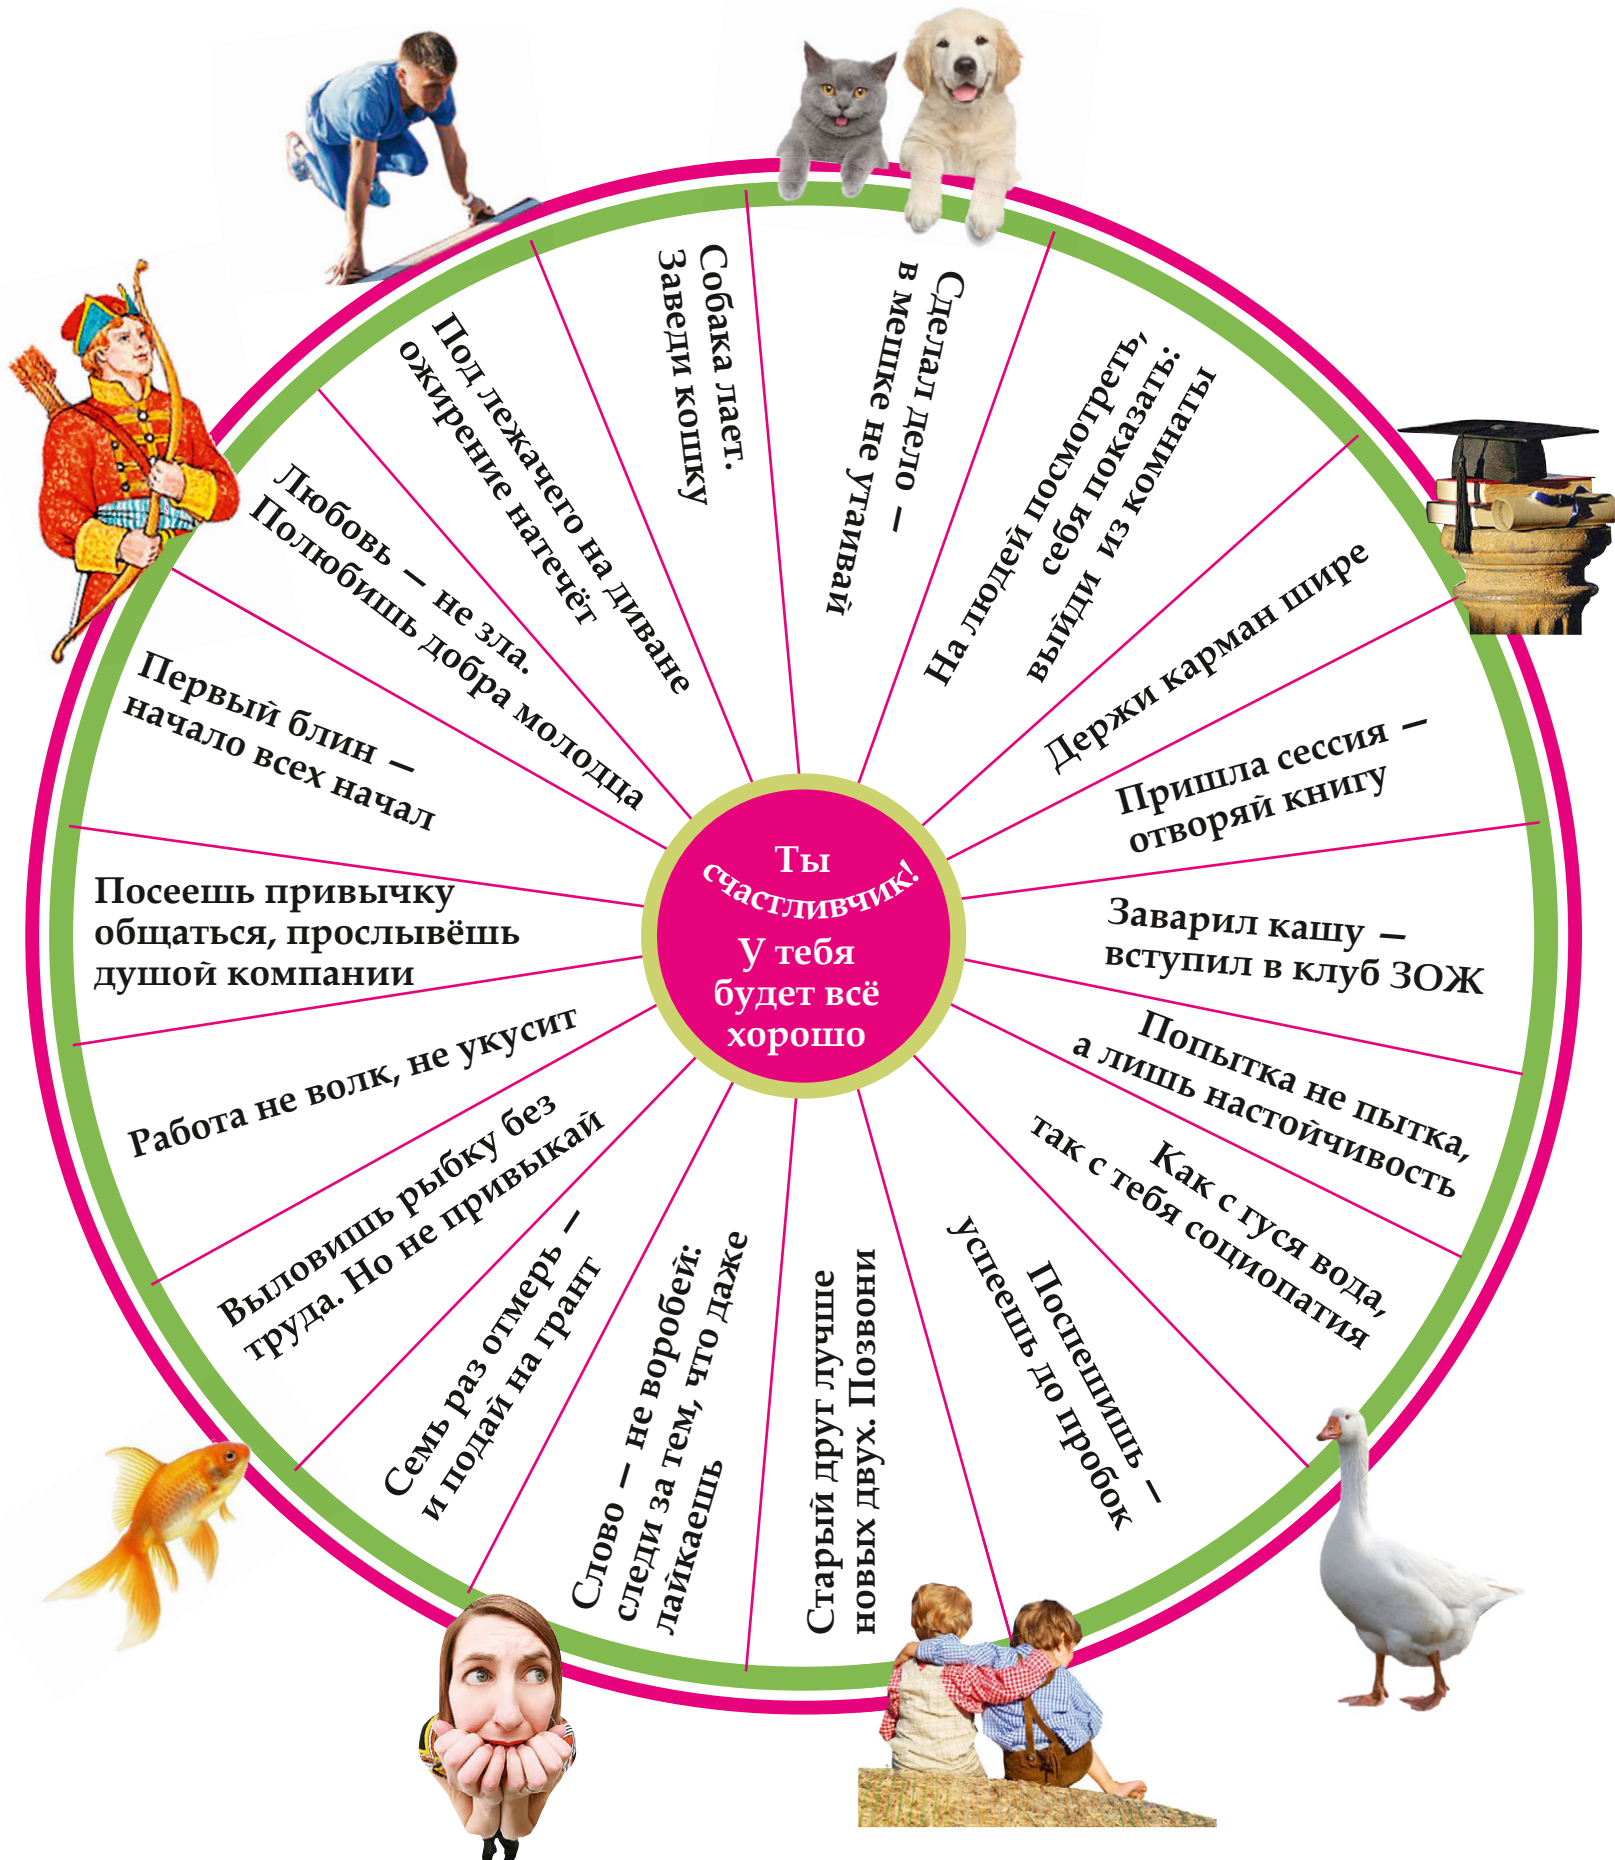 Ты
счастливчик!
У тебя
будет всё
хорошо
Собака лает.
Заведи кошку
Сделал дело —
в мешке не утаивай
На людей посмотреть,
себя показать:
выйди из комнаты
Держи карман шире
Пришла сессия —
отворяй книгу
Заварил кашу —
вступил в клуб ЗОЖ
Попытка не пытка,
а лишь настойчивость
Как с гуся вода,
так с тебя социопатия
Поспешишь —
успеешь до пробок
Старый друг лучше
новых двух. Позвони
Слово — не воробей:
следи за тем, что даже
лайкаешь
Семь раз отмерь —
и подай на грант
Выловишь рыбку без
труда. Но не привыкай
Работа не волк, не укусит
Посеешь привычку
общаться, прослывёшь
душой компании
Первый блин —
начало всех начал
Любовь — не зла.
Полюбишь добра молодца
Под лежачего на диване
ожирение натечёт